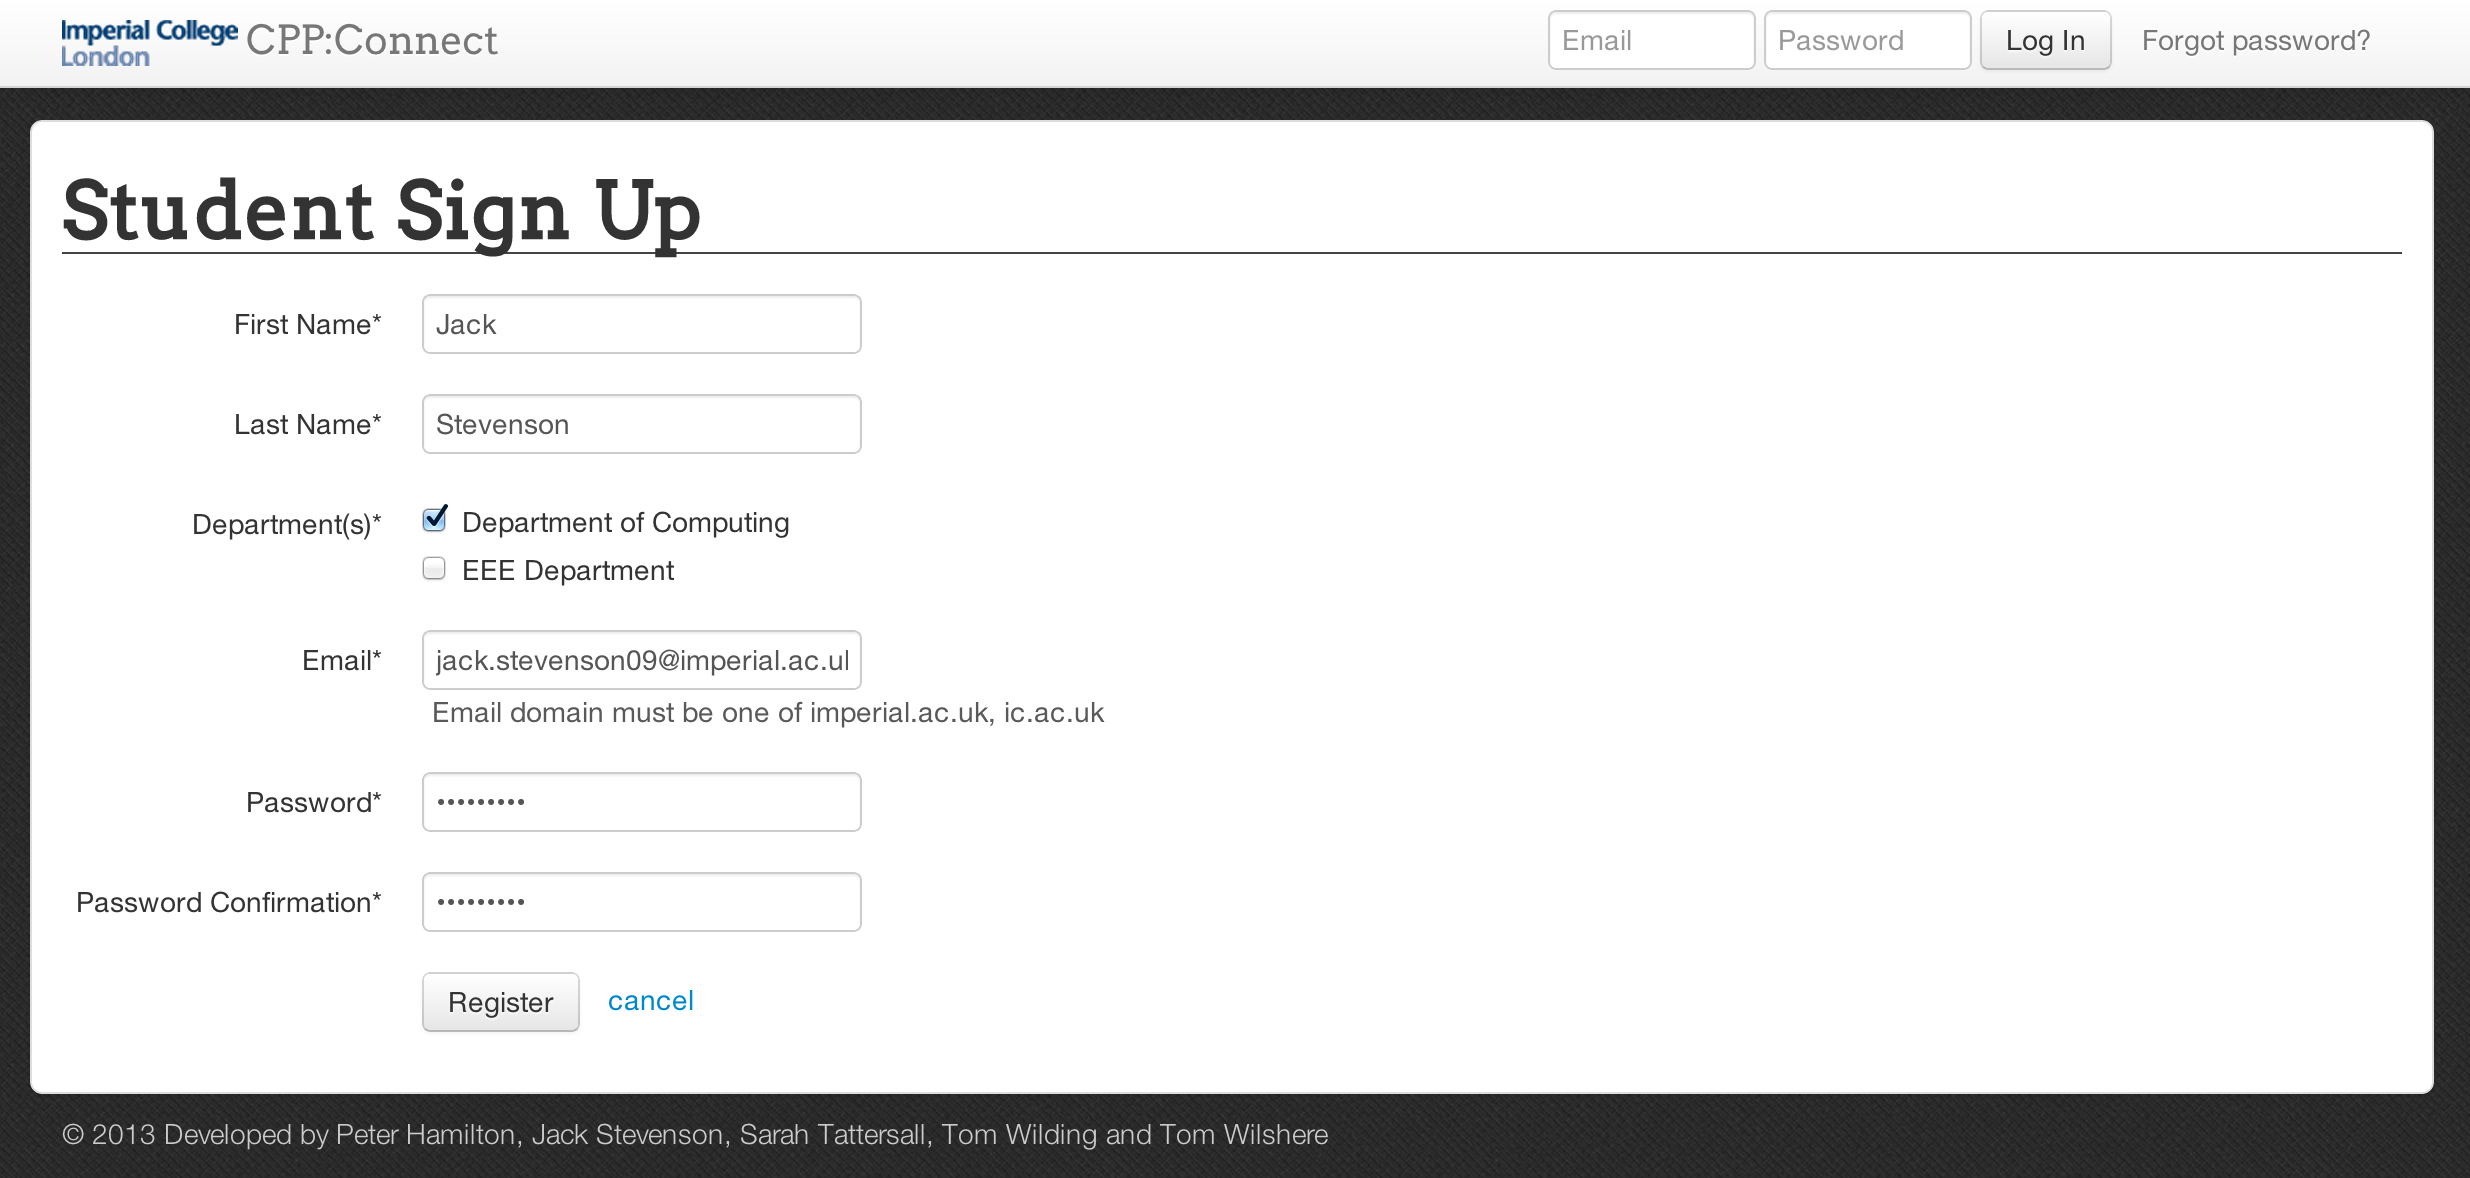 Imperial College
London
CPP:Connect
Email
Password
Log In
Forgot password?
Student Sign Up
First Name*
Jack
Last Name*
Stevenson
Department(s)*
Department of Computing
EEE Department
Email*
jack.stevenson09@imperial.ac.ul
Email domain must be one of imperial.ac.uk, ic.ac.uk
Password*
•••••••••
Password Confirmation*
•••••••••
Register
cancel
© 2013 Developed by Peter Hamilton, Jack Stevenson, Sarah Tattersall, Tom Wilding and Tom Wilshere